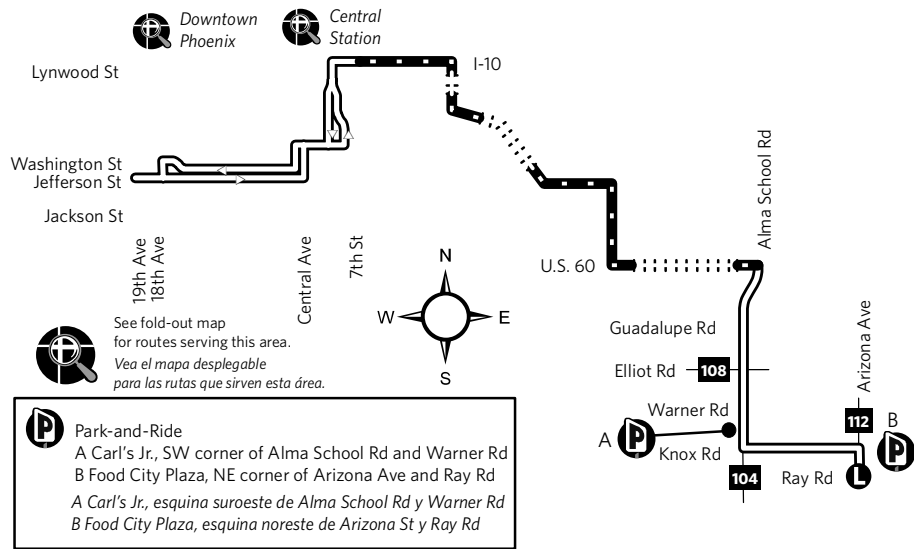 Downtown
Phoenix
Central
Station
Lynwood St
I-10
Washington St
Jefferson St
Jackson St
19th Ave
18th Ave
Central Ave
7th St
Alma School Rd
U.S. 60
N
W
E
S
See fold-out map
for routes serving this area.
Vea el mapa desplegable
para las rutas que sirven esta área.
Guadalupe Rd
Elliot Rd
108
Arizona Ave
Warner Rd
A
P
Knox Rd
112
B
P
104
Ray Rd
L
P
Park-and-Ride
A Carl's Jr., SW corner of Alma School Rd and Warner Rd
B Food City Plaza, NE corner of Arizona Ave and Ray Rd
A Carl's Jr., esquina suroeste de Alma School Rd y Warner Rd
B Food City Plaza, esquina noreste de Arizona St y Ray Rd